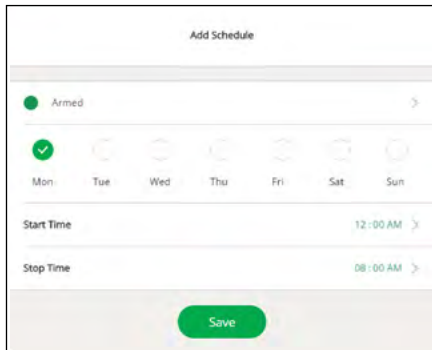 Add Schedule
Armed
Mon Tue Wed Thu Fri Sat Sun
Start Time 12:00 AM
Stop Time 08:00 AM
Save